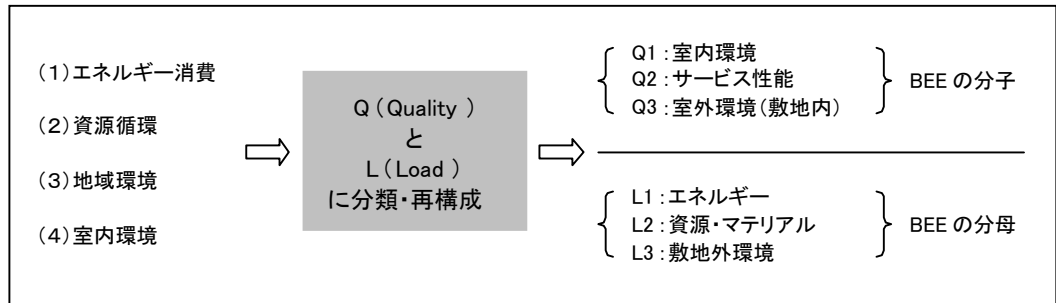 (1)エネルギー消費
(2)資源循環
(3)地域環境
(4)室内環境
Q(Quality )
と
L(Load )
に分類・再構成
Q1:室内環境
Q2:サービス性能
Q3:室外環境(敷地内)
BEE の分子
L1:エネルギー
L2:資源・マテリアル
L3:敷地外環境
BEE の分母